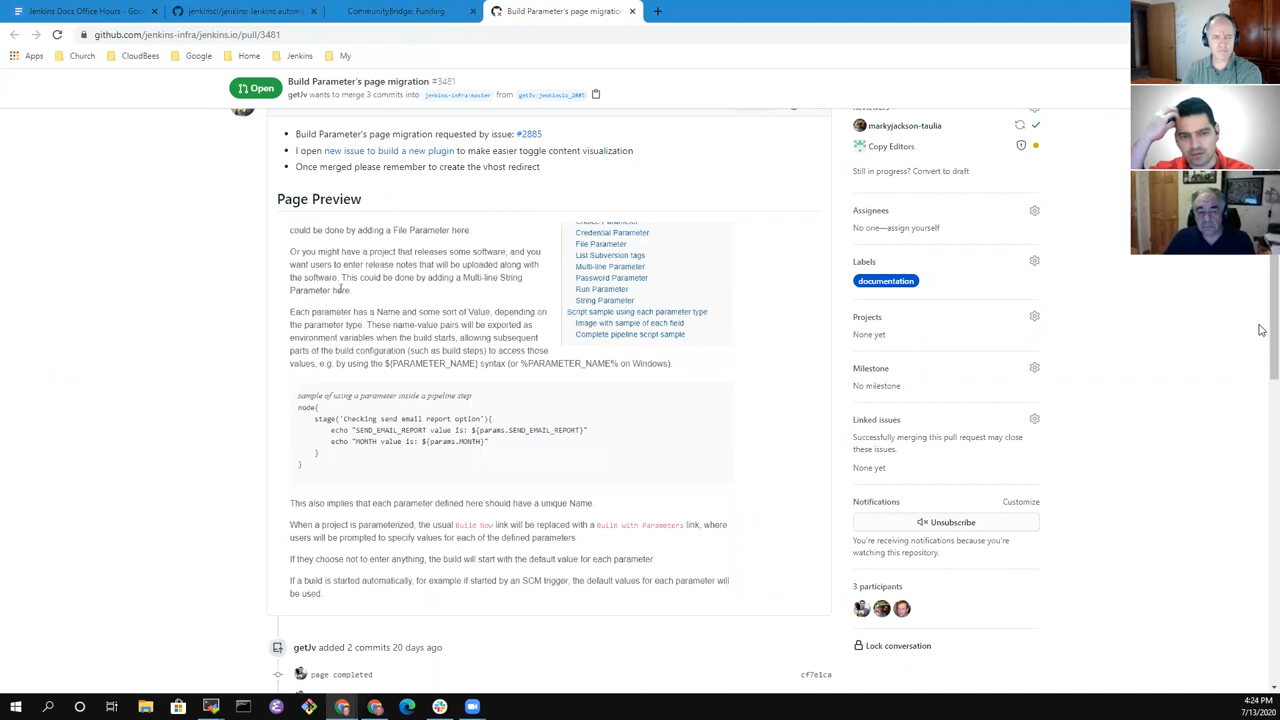 Jenkins Docs Office Hours - Goo
jenkinsci/jenkins: Jenkins autom
CommunityBridge: Funding
Build Parameter's page migratio
github.com/jenkins-infra/jenkins.io/pull/3481
Apps
Church
CloudBees
Google
Home
Jenkins
My
Open
Build Parameter's page migration #3481
getJv wants to merge 3 commits into jenkins-infra:master from getJv:jenkinsio_2885
Build Parameter's page migration requested by issue: #2885
I open new issue to build a new plugin to make easier toggle content visualization
Once merged please remember to create the vhost redirect
Page Preview
could be done by adding a File Parameter here.
Or you might have a project that releases some software, and you
want users to enter release notes that will be uploaded along with
the software. This could be done by adding a Multi-line String
Parameter here.
Each parameter has a Name and some sort of Value, depending on
the parameter type. These name-value pairs will be exported as
environment variables when the build starts, allowing subsequent
parts of the build configuration (such as build steps) to access those
values, e.g. by using the ${PARAMETER_NAME} syntax (or %PARAMETER_NAME% on Windows).
Choice Parameter
Credential Parameter
File Parameter
List Subversion tags
Multi-line Parameter
Password Parameter
Run Parameter
String Parameter
Script sample using each parameter type
Image with sample of each field
Complete pipeline script sample
sample of using a parameter inside a pipeline step
node{
stage('Checking send email report option'){
echo "SEND_EMAIL_REPORT value is: ${params.SEND_EMAIL_REPORT}"
echo "MONTH value is: ${params.MONTH}"
}
}
This also implies that each parameter defined here should have a unique Name.
When a project is parameterized, the usual Build Now link will be replaced with a Build with Parameters link, where
users will be prompted to specify values for each of the defined parameters.
If they choose not to enter anything, the build will start with the default value for each parameter.
If a build is started automatically, for example if started by an SCM trigger, the default values for each parameter will
be used.
getJv added 2 commits 20 days ago
page completed
cf7e1ca
Reviewers
markyjackson-taulia
Copy Editors
Still in progress? Convert to draft
Assignees
No one—assign yourself
Labels
documentation
Projects
None yet
Milestone
No milestone
Linked issues
Successfully merging this pull request may close
these issues.
None yet
Notifications
Customize
Unsubscribe
You're receiving notifications because you're
watching this repository.
3 participants
Lock conversation
4:24 PM
7/13/2020